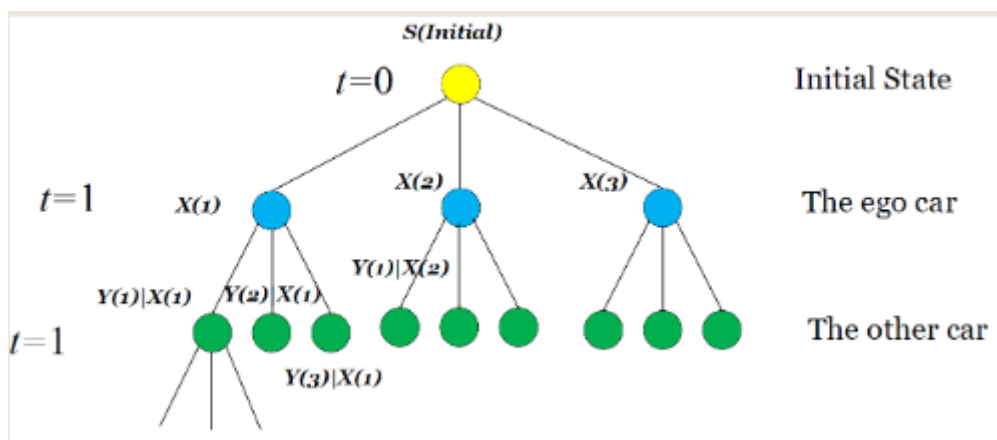 S(Initial)
t=0
Initial State
X(1)
X(2)
X(3)
t=1
The ego car
Y(1)|X(1)
Y(2)|X(1)
Y(1)|X(2)
t=1
The other car
Y(3)|X(1)